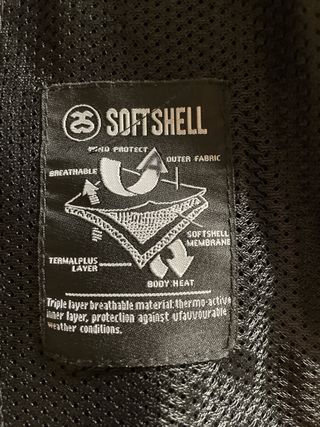 SOFTSHELL
WIND PROTECT
OUTER FABRIC
BREATHABLE
SOFTSHELL
MEMBRANE
TERMALPLUS
LAYER
BODY HEAT
Triple layer breathable material:thermo-active
inner layer, protection against ufavuvourable
weather conditions.